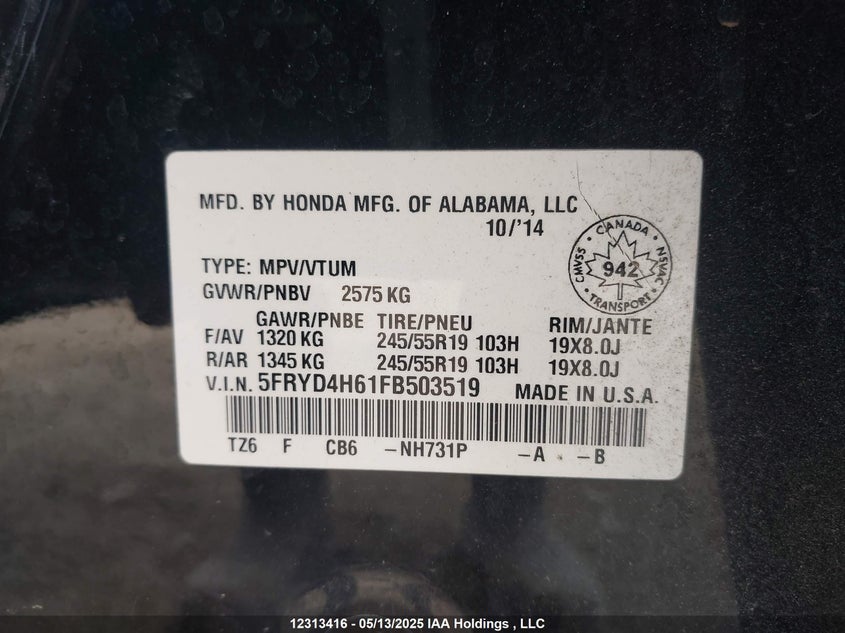 MFD. BY HONDA MFG. OF ALABAMA, LLC
10/'14
CANADA
CMVSS 942 NSVAC
TRANSPORT
TYPE: MPV/VTUM
GVWR/PNBV 2575 KG
GAWR/PNBE TIRE/PNEU RIM/JANTE
F/AV 1320 KG 245/55R19 103H 19X8.0J
R/AR 1345 KG 245/55R19 103H 19X8.0J
V.I.N. 5FRYD4H61FB503519 MADE IN U.S.A.
TZ6 F CB6 -NH731P -A -B
12313416 - 05/13/2025 IAA Holdings , LLC